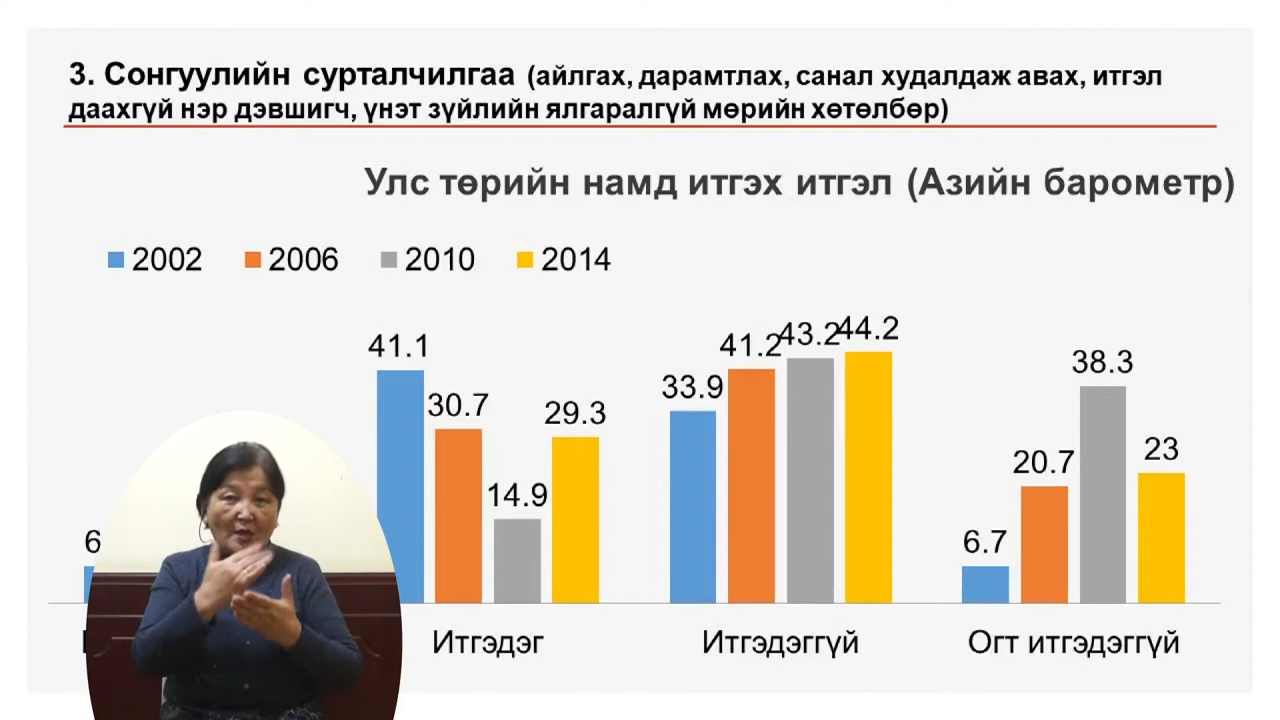 3. Сонгуулийн сурталчилгаа (айлгах, дарамтлах, санал худалдаж авах, итгэл
даахгүй нэр дэвшигч, үнэт зүйлийн ялгаралгүй мөрийн хөтөлбөр)
Улс төрийн намд итгэх итгэл (Азийн барометр)
2002 2006 2010 2014
41.1 30.7 14.9 29.3
33.9 41.2 43.2 44.2
6.7 20.7 38.3 23
Итгэдэг Итгэдэггүй Огт итгэдэггүй